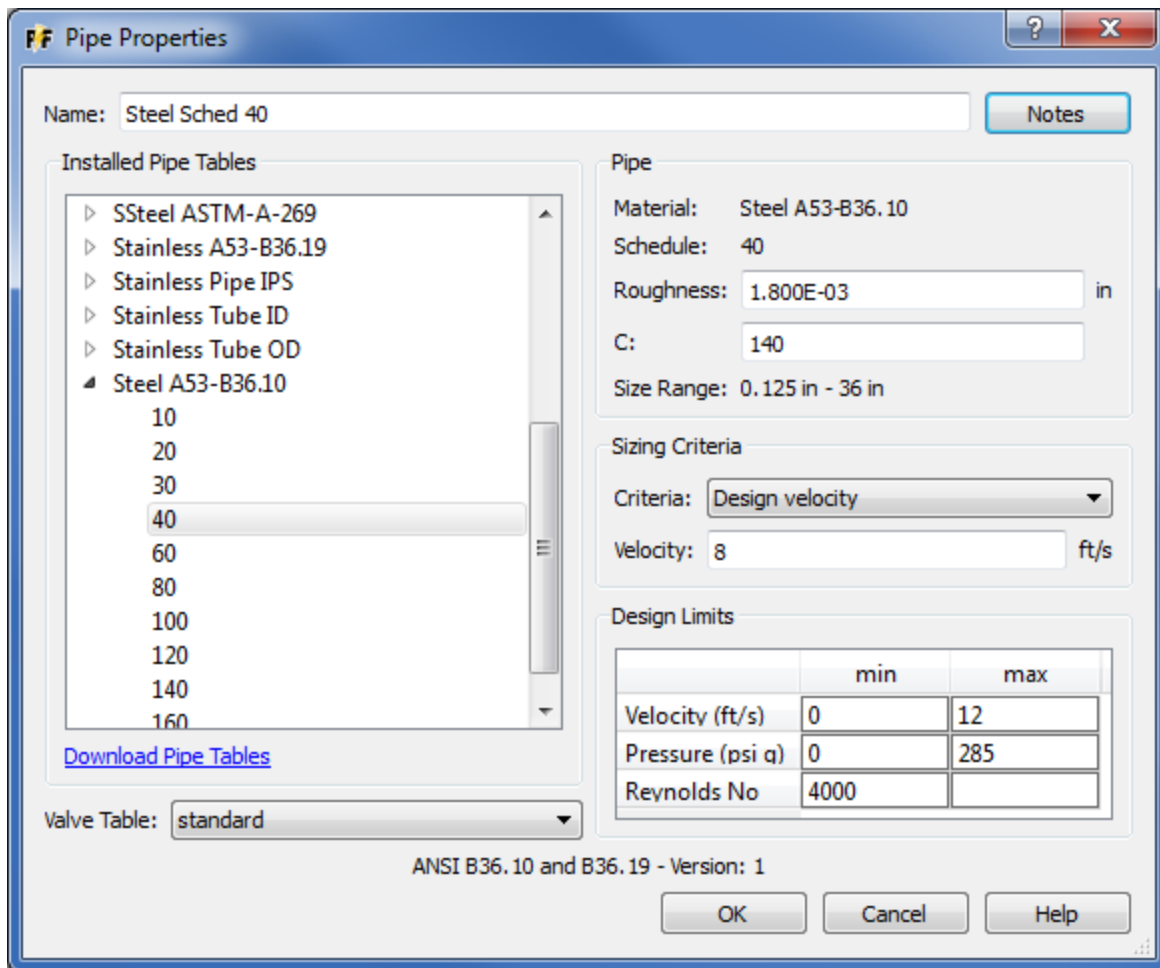 Pipe Properties
Name: Steel Sched 40 Notes
Installed Pipe Tables
SSteel ASTM-A-269
Stainless A53-B36.19
Stainless Pipe IPS
Stainless Tube ID
Stainless Tube OD
Steel A53-B36.10
10
20
30
40
60
80
100
120
140
160
Download Pipe Tables
Valve Table: standard
Pipe
Material: Steel A53-B36.10
Schedule: 40
Roughness: 1.800E-03 in
C: 140
Size Range: 0.125 in - 36 in
Sizing Criteria
Criteria: Design velocity
Velocity: 8 ft/s
Design Limits
min max
Velocity (ft/s) 0 12
Pressure (psi g) 0 285
Reynolds No 4000
ANSI B36.10 and B36.19 - Version: 1
OK Cancel Help